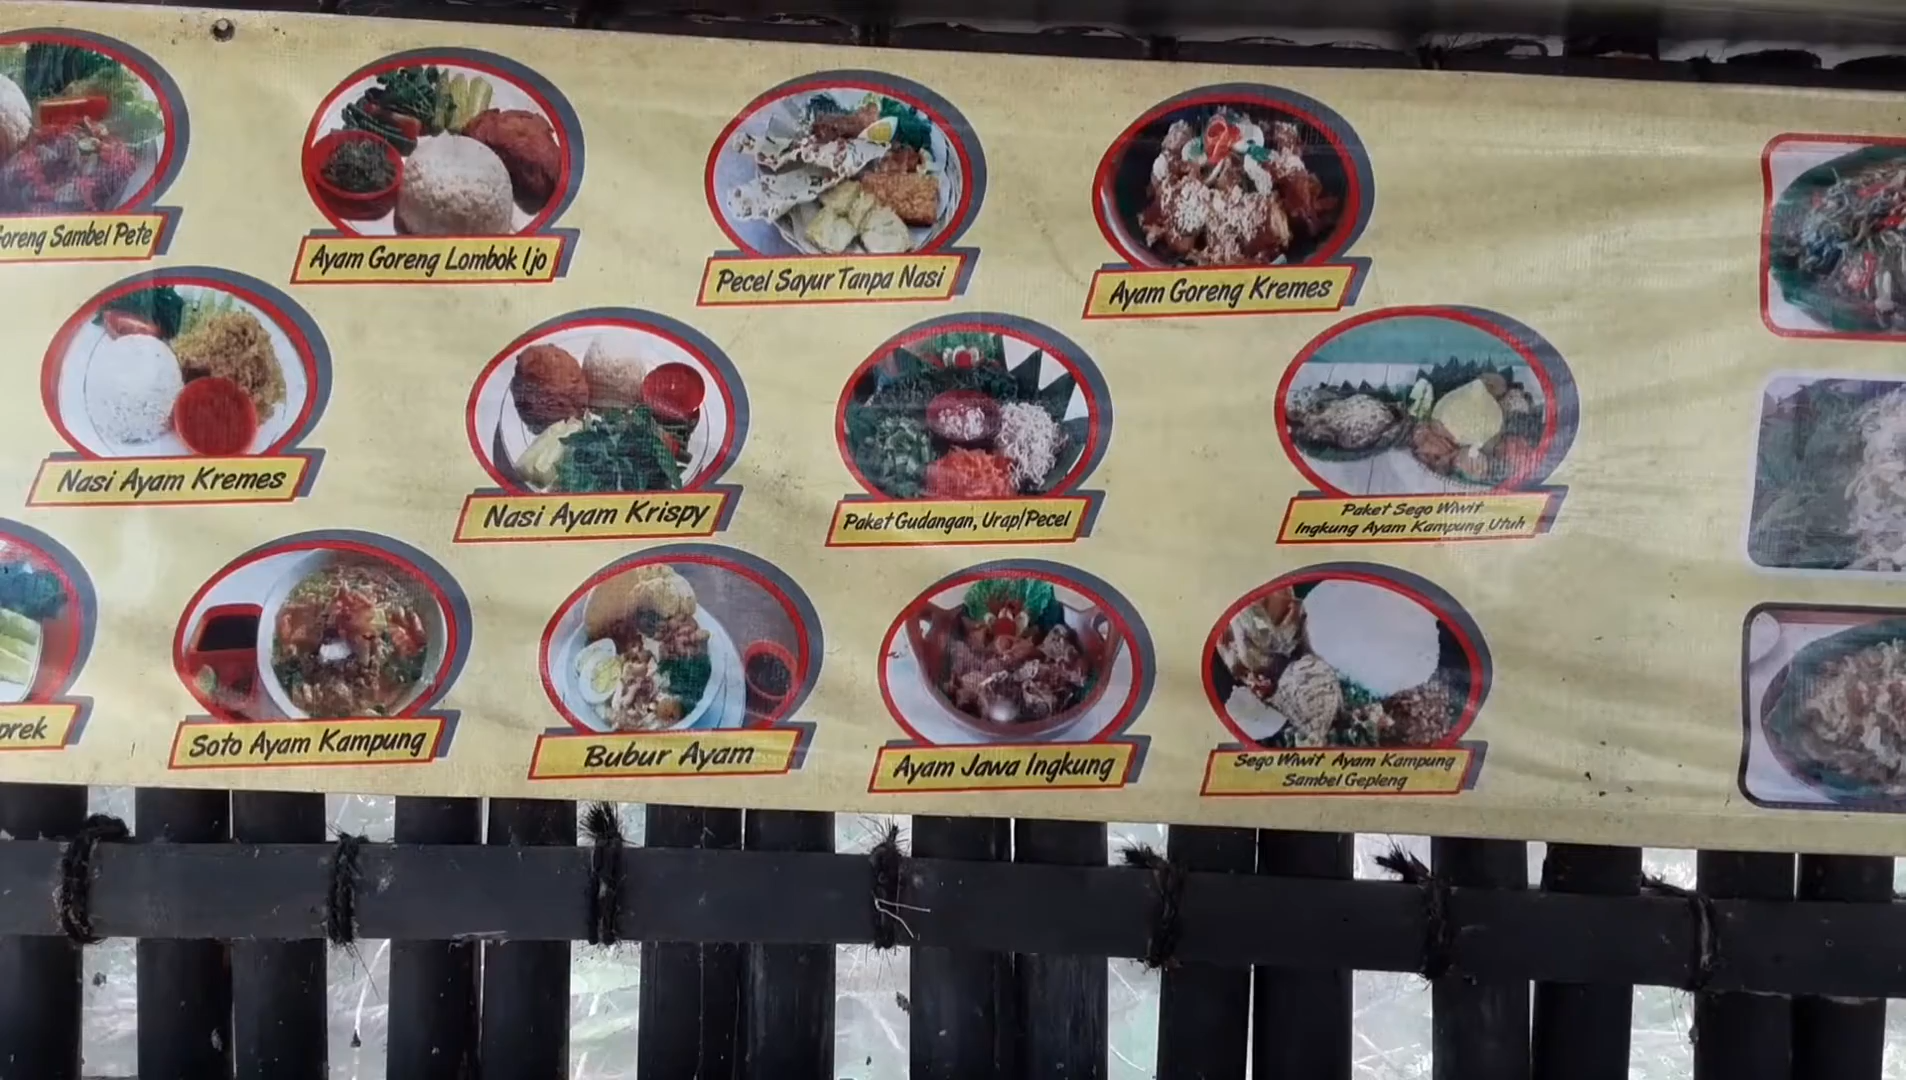 Goreng Sambel Pete
Ayam Goreng Lombok Ijo
Pecel Sayur Tanpa Nasi
Ayam Goreng Kremes
Nasi Ayam Kremes
Nasi Ayam Krispy
Paket Gudangan, Urap/Pecel
Paket Sego Wiwit
Ingkung Ayam Kampung Utuh
prek
Soto Ayam Kampung
Bubur Ayam
Ayam Jawa Ingkung
Sego Wiwit Ayam Kampung
Sambel Gepleng